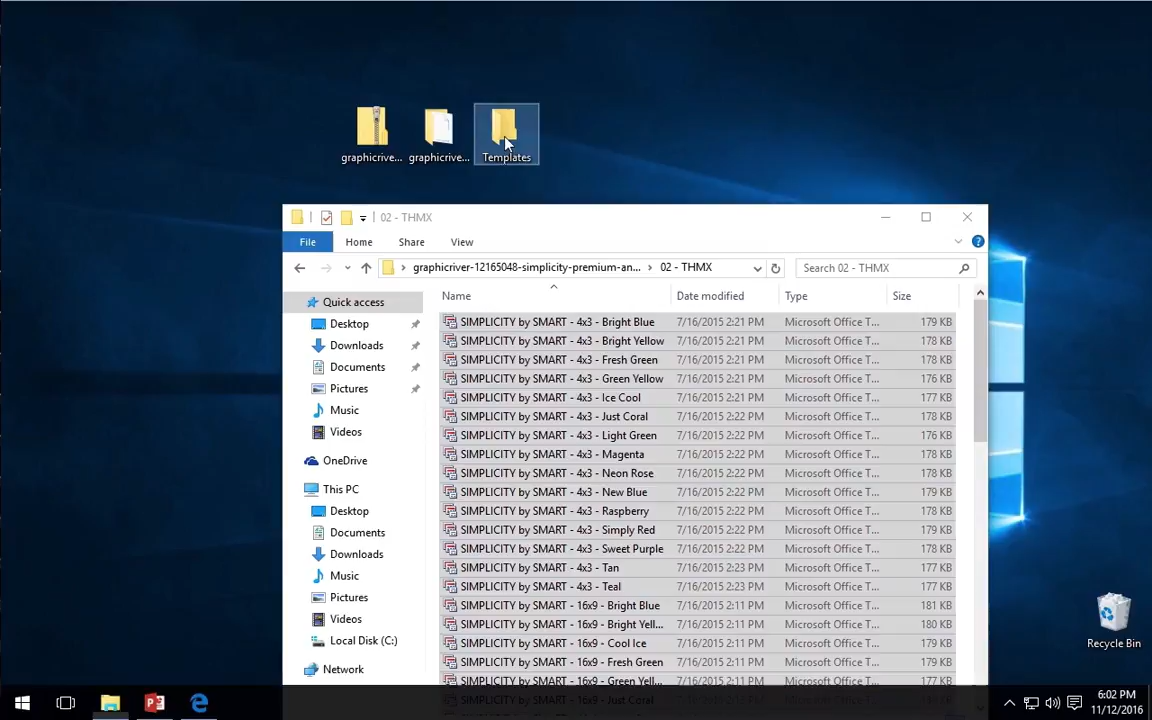 graphicrive... graphicrive... Templates
02 - THMX
File Home Share View
graphicriver-12165048-simplicity-premium-an... 02 - THMX Search 02 - THMX
Name Date modified Type Size
Quick access
Desktop
Downloads
Documents
Pictures
Music
Videos
OneDrive
This PC
Desktop
Documents
Downloads
Music
Pictures
Videos
Local Disk (C:)
Network
SIMPLICITY by SMART - 4x3 - Bright Blue 7/16/2015 2:21 PM Microsoft Office T... 179 KB
SIMPLICITY by SMART - 4x3 - Bright Yellow 7/16/2015 2:21 PM Microsoft Office T... 178 KB
SIMPLICITY by SMART - 4x3 - Fresh Green 7/16/2015 2:21 PM Microsoft Office T... 178 KB
SIMPLICITY by SMART - 4x3 - Green Yellow 7/16/2015 2:21 PM Microsoft Office T... 176 KB
SIMPLICITY by SMART - 4x3 - Ice Cool 7/16/2015 2:21 PM Microsoft Office T... 177 KB
SIMPLICITY by SMART - 4x3 - Just Coral 7/16/2015 2:22 PM Microsoft Office T... 178 KB
SIMPLICITY by SMART - 4x3 - Light Green 7/16/2015 2:22 PM Microsoft Office T... 176 KB
SIMPLICITY by SMART - 4x3 - Magenta 7/16/2015 2:22 PM Microsoft Office T... 178 KB
SIMPLICITY by SMART - 4x3 - Neon Rose 7/16/2015 2:22 PM Microsoft Office T... 178 KB
SIMPLICITY by SMART - 4x3 - New Blue 7/16/2015 2:22 PM Microsoft Office T... 179 KB
SIMPLICITY by SMART - 4x3 - Raspberry 7/16/2015 2:22 PM Microsoft Office T... 178 KB
SIMPLICITY by SMART - 4x3 - Simply Red 7/16/2015 2:22 PM Microsoft Office T... 179 KB
SIMPLICITY by SMART - 4x3 - Sweet Purple 7/16/2015 2:22 PM Microsoft Office T... 178 KB
SIMPLICITY by SMART - 4x3 - Tan 7/16/2015 2:23 PM Microsoft Office T... 177 KB
SIMPLICITY by SMART - 4x3 - Teal 7/16/2015 2:23 PM Microsoft Office T... 177 KB
SIMPLICITY by SMART - 16x9 - Bright Blue 7/16/2015 2:11 PM Microsoft Office T... 181 KB
SIMPLICITY by SMART - 16x9 - Bright Yell... 7/16/2015 2:11 PM Microsoft Office T... 180 KB
SIMPLICITY by SMART - 16x9 - Cool Ice 7/16/2015 2:11 PM Microsoft Office T... 179 KB
SIMPLICITY by SMART - 16x9 - Fresh Green 7/16/2015 2:11 PM Microsoft Office T... 179 KB
SIMPLICITY by SMART - 16x9 - Green Yell... 7/16/2015 2:11 PM Microsoft Office T... 177 KB
SIMPLICITY by SMART - 16x9 - Just Coral
Recycle Bin
6:02 PM
11/12/2016